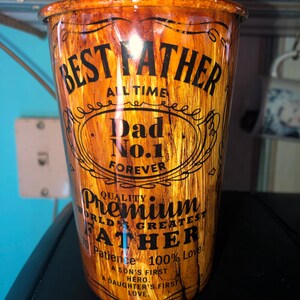 BEST FATHER
ALL TIME
Dad
No.1
FOREVER
QUALITY
Premium
WORLD'S GREATEST
FATHER
Patience 100% Love
A SON'S FIRST
HERO.
A DAUGHTER'S FIRST
LOVE.